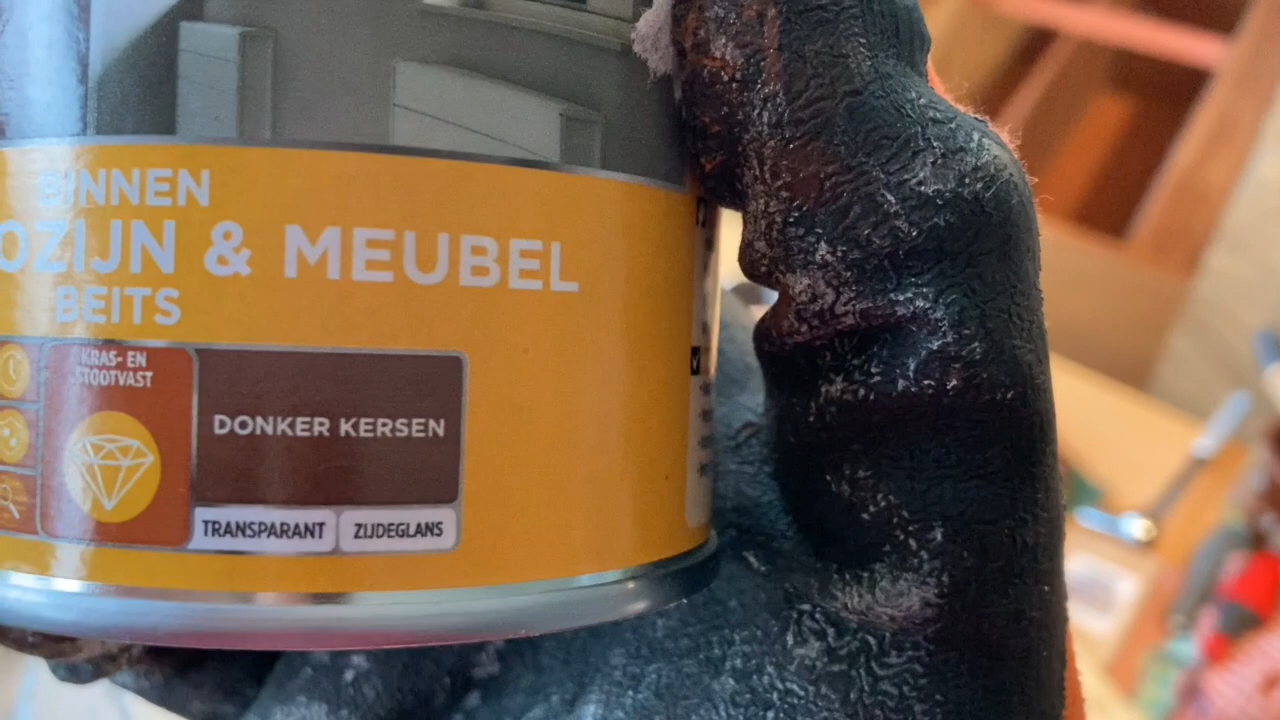 BINNEN
OZIJN & MEUBEL
BEITS
KRAS- EN
STOOTVAST
DONKER KERSEN
TRANSPARANT
ZIJDEGLANS